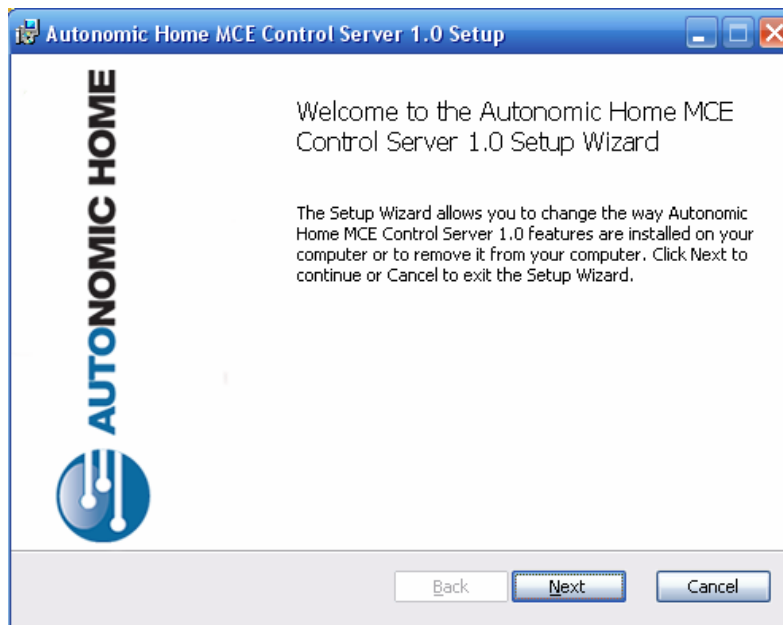 Autonomic Home MCE Control Server 1.0 Setup
AUTONOMIC HOME
Welcome to the Autonomic Home MCE
Control Server 1.0 Setup Wizard
The Setup Wizard allows you to change the way Autonomic
Home MCE Control Server 1.0 features are installed on your
computer or to remove it from your computer. Click Next to
continue or Cancel to exit the Setup Wizard.
Back
Next
Cancel